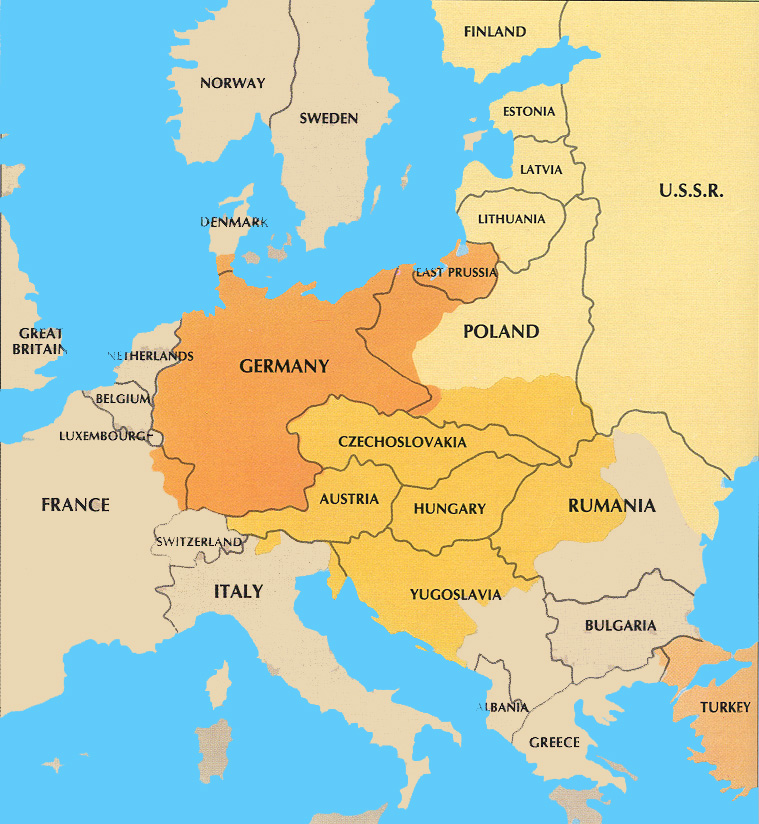 FINLAND
NORWAY
SWEDEN
ESTONIA
LATVIA
U.S.S.R.
LITHUANIA
DENMARK
EAST PRUSSIA
GREAT
BRITAIN
POLAND
NETHERLANDS
GERMANY
BELGIUM
LUXEMBOURG
CZECHOSLOVAKIA
AUSTRIA
HUNGARY
FRANCE
RUMANIA
SWITZERLAND
ITALY
YUGOSLAVIA
BULGARIA
ALBANIA
TURKEY
GREECE